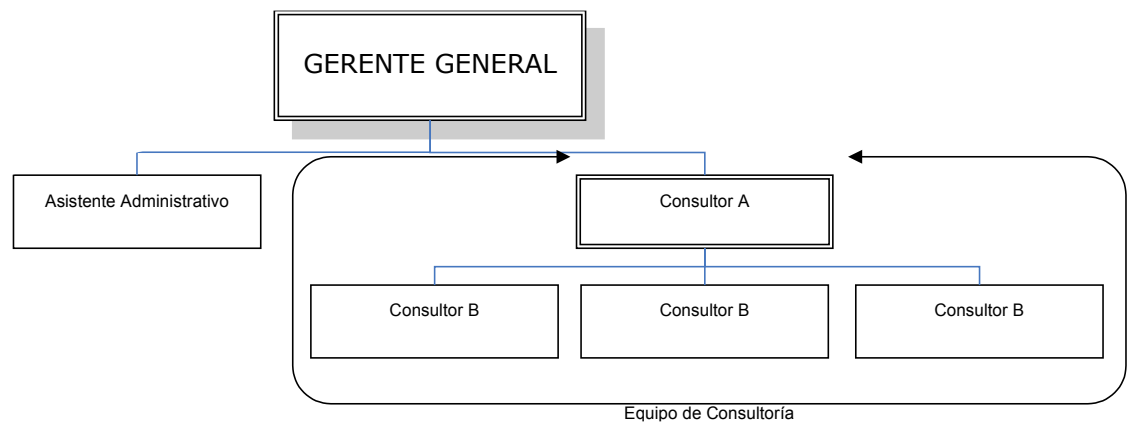 GERENTE GENERAL
Asistente Administrativo
Consultor A
Consultor B
Consultor B
Consultor B
Equipo de Consultoría